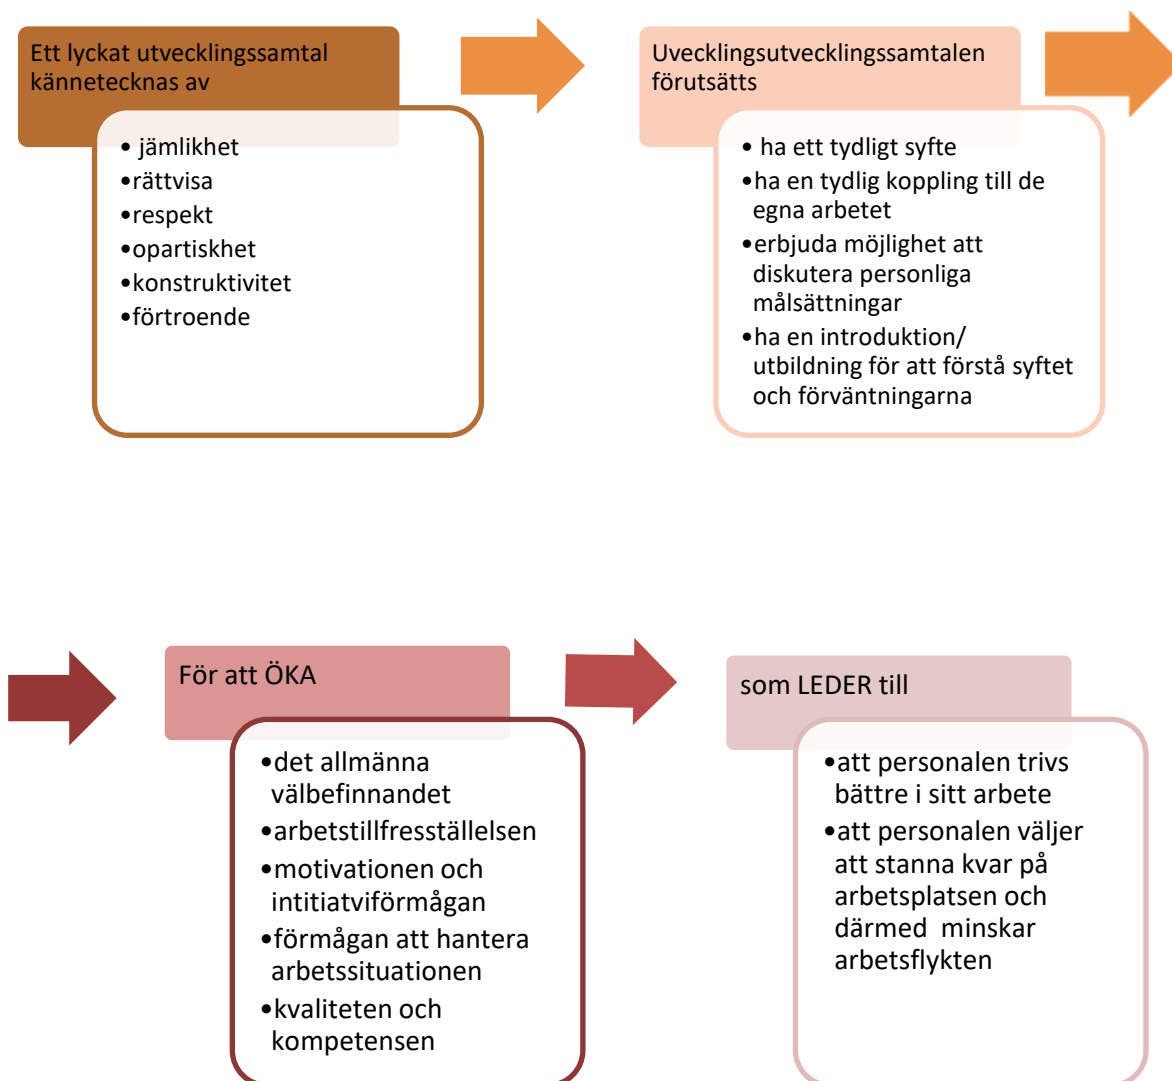 Ett lyckat utvecklingssamtal
kännetecknas av
• jämlikhet
•rättvisa
•respekt
•opartiskhet
•konstruktivitet
•förtroende
Uvecklingsutvecklingssamtalen
förutsätts
• ha ett tydligt syfte
•ha en tydlig koppling till de
egna arbetet
•erbjuda möjlighet att
diskutera personliga
målsättningar
•ha en introduktion/
utbildning för att förstå syftet
och förväntningarna
För att ÖKA
•det allmänna
välbefinnandet
•arbetstillfresställelsen
•motivationen och
intitiatviförmågan
•förmågan att hantera
arbetssituationen
•kvaliteten och
kompetensen
som LEDER till
•att personalen trivs
bättre i sitt arbete
•att personalen väljer
att stanna kvar på
arbetsplatsen och
därmed  minskar
arbetsflykten